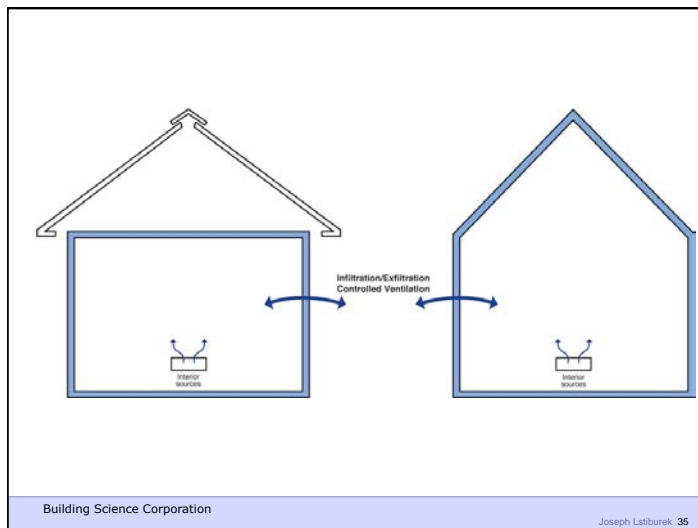 Infiltration/Exfiltration
Controlled Ventilation
Interior
sources
Interior
sources
Building Science Corporation
Joseph Lstiburek 35